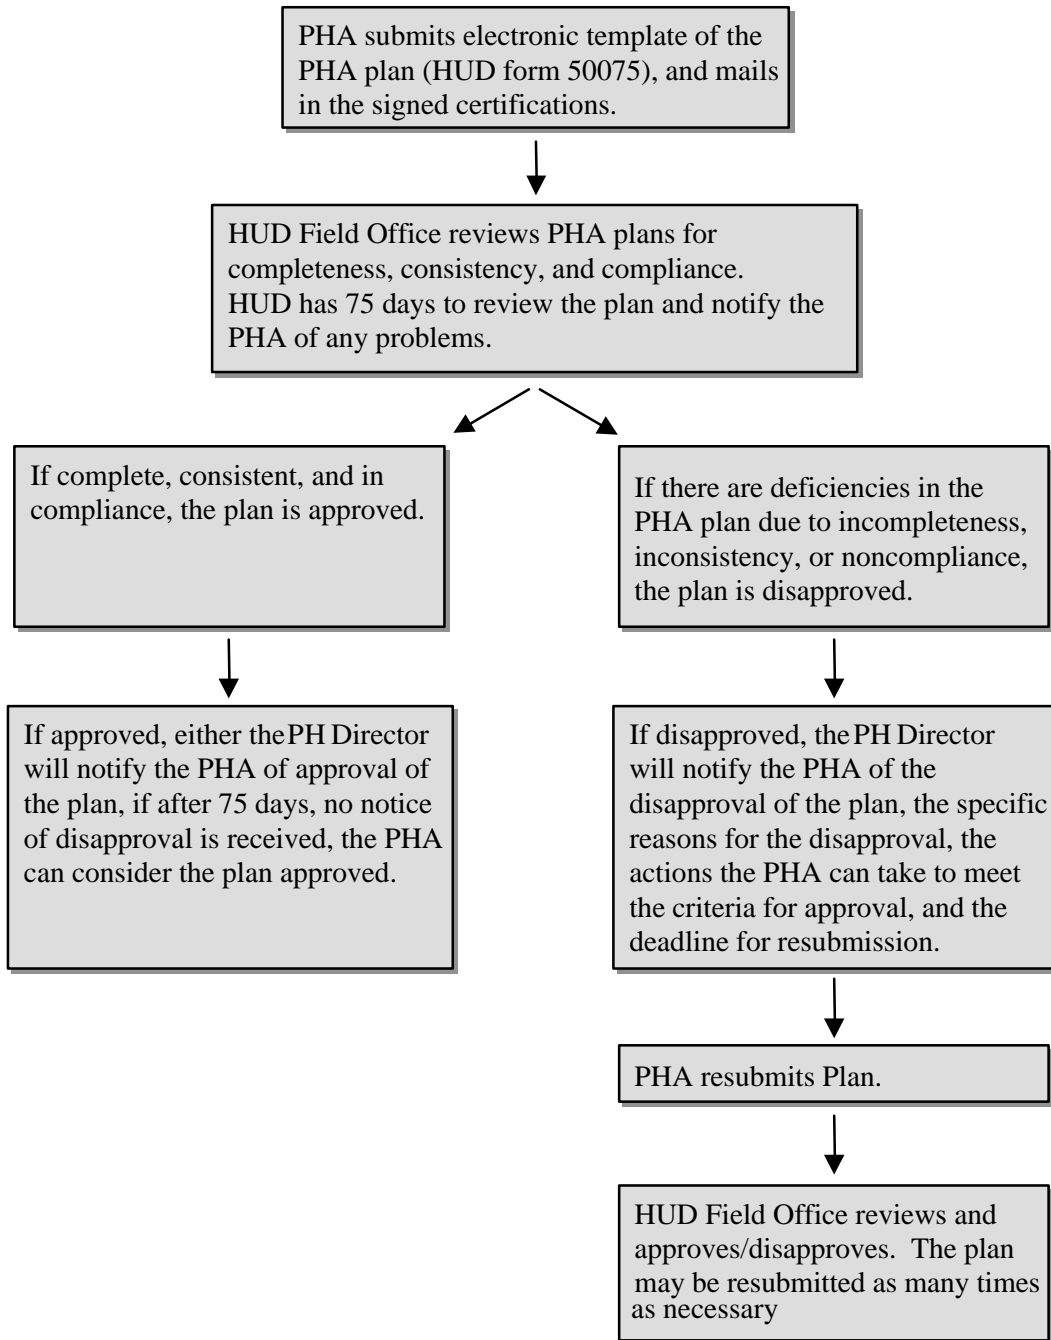 PHA submits electronic template of the
PHA plan (HUD form 50075), and mails
in the signed certifications.
HUD Field Office reviews PHA plans for
completeness, consistency, and compliance.
HUD has 75 days to review the plan and notify the
PHA of any problems.
If complete, consistent, and in
compliance, the plan is approved.
If there are deficiencies in the
PHA plan due to incompleteness,
inconsistency, or noncompliance,
the plan is disapproved.
If approved, either the PH Director
will notify the PHA of approval of
the plan, if after 75 days, no notice
of disapproval is received, the PHA
can consider the plan approved.
If disapproved, the PH Director
will notify the PHA of the
disapproval of the plan, the specific
reasons for the disapproval, the
actions the PHA can take to meet
the criteria for approval, and the
deadline for resubmission.
PHA resubmits Plan.
HUD Field Office reviews and
approves/disapproves.  The plan
may be resubmitted as many times
as necessary